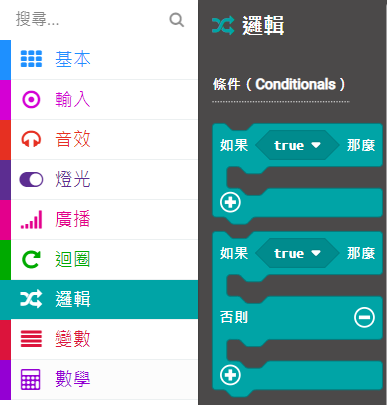 搜尋...
基本
輸入
音效
燈光
廣播
迴圈
邏輯
變數
數學
邏輯
條件 ( Conditionals )
如果 true 那麼
如果 true 那麼
否則